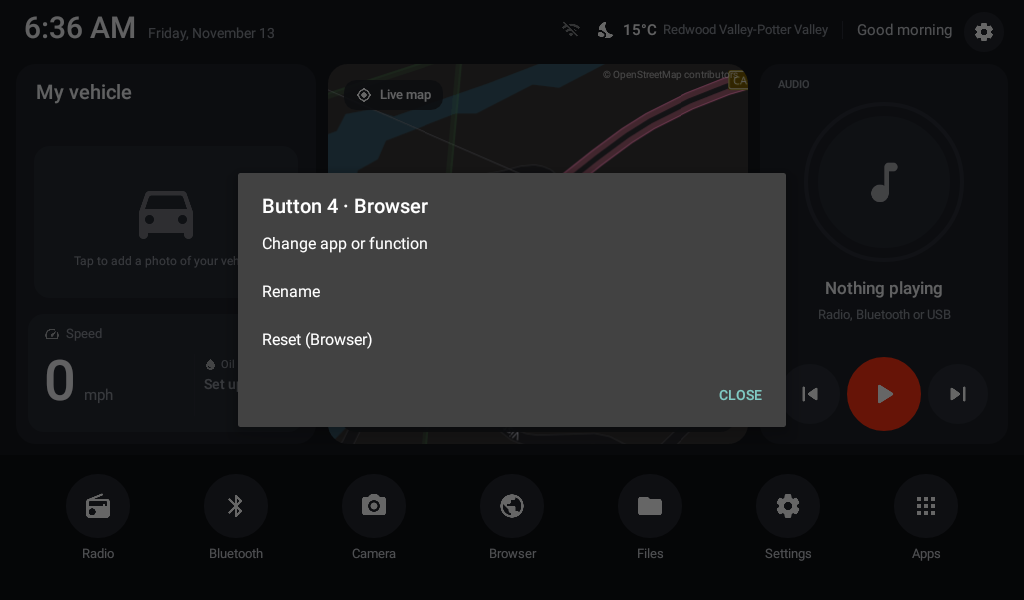 6:36 AM
Friday, November 13
15°C
Redwood Valley-Potter Valley
Good morning
My vehicle
Tap to add a photo of your veh
Speed
0
mph
Oil
Set up
Live map
© OpenStreetMap contributors
CA
AUDIO
Nothing playing
Radio, Bluetooth or USB
Button 4 · Browser
Change app or function
Rename
Reset (Browser)
CLOSE
Radio
Bluetooth
Camera
Browser
Files
Settings
Apps